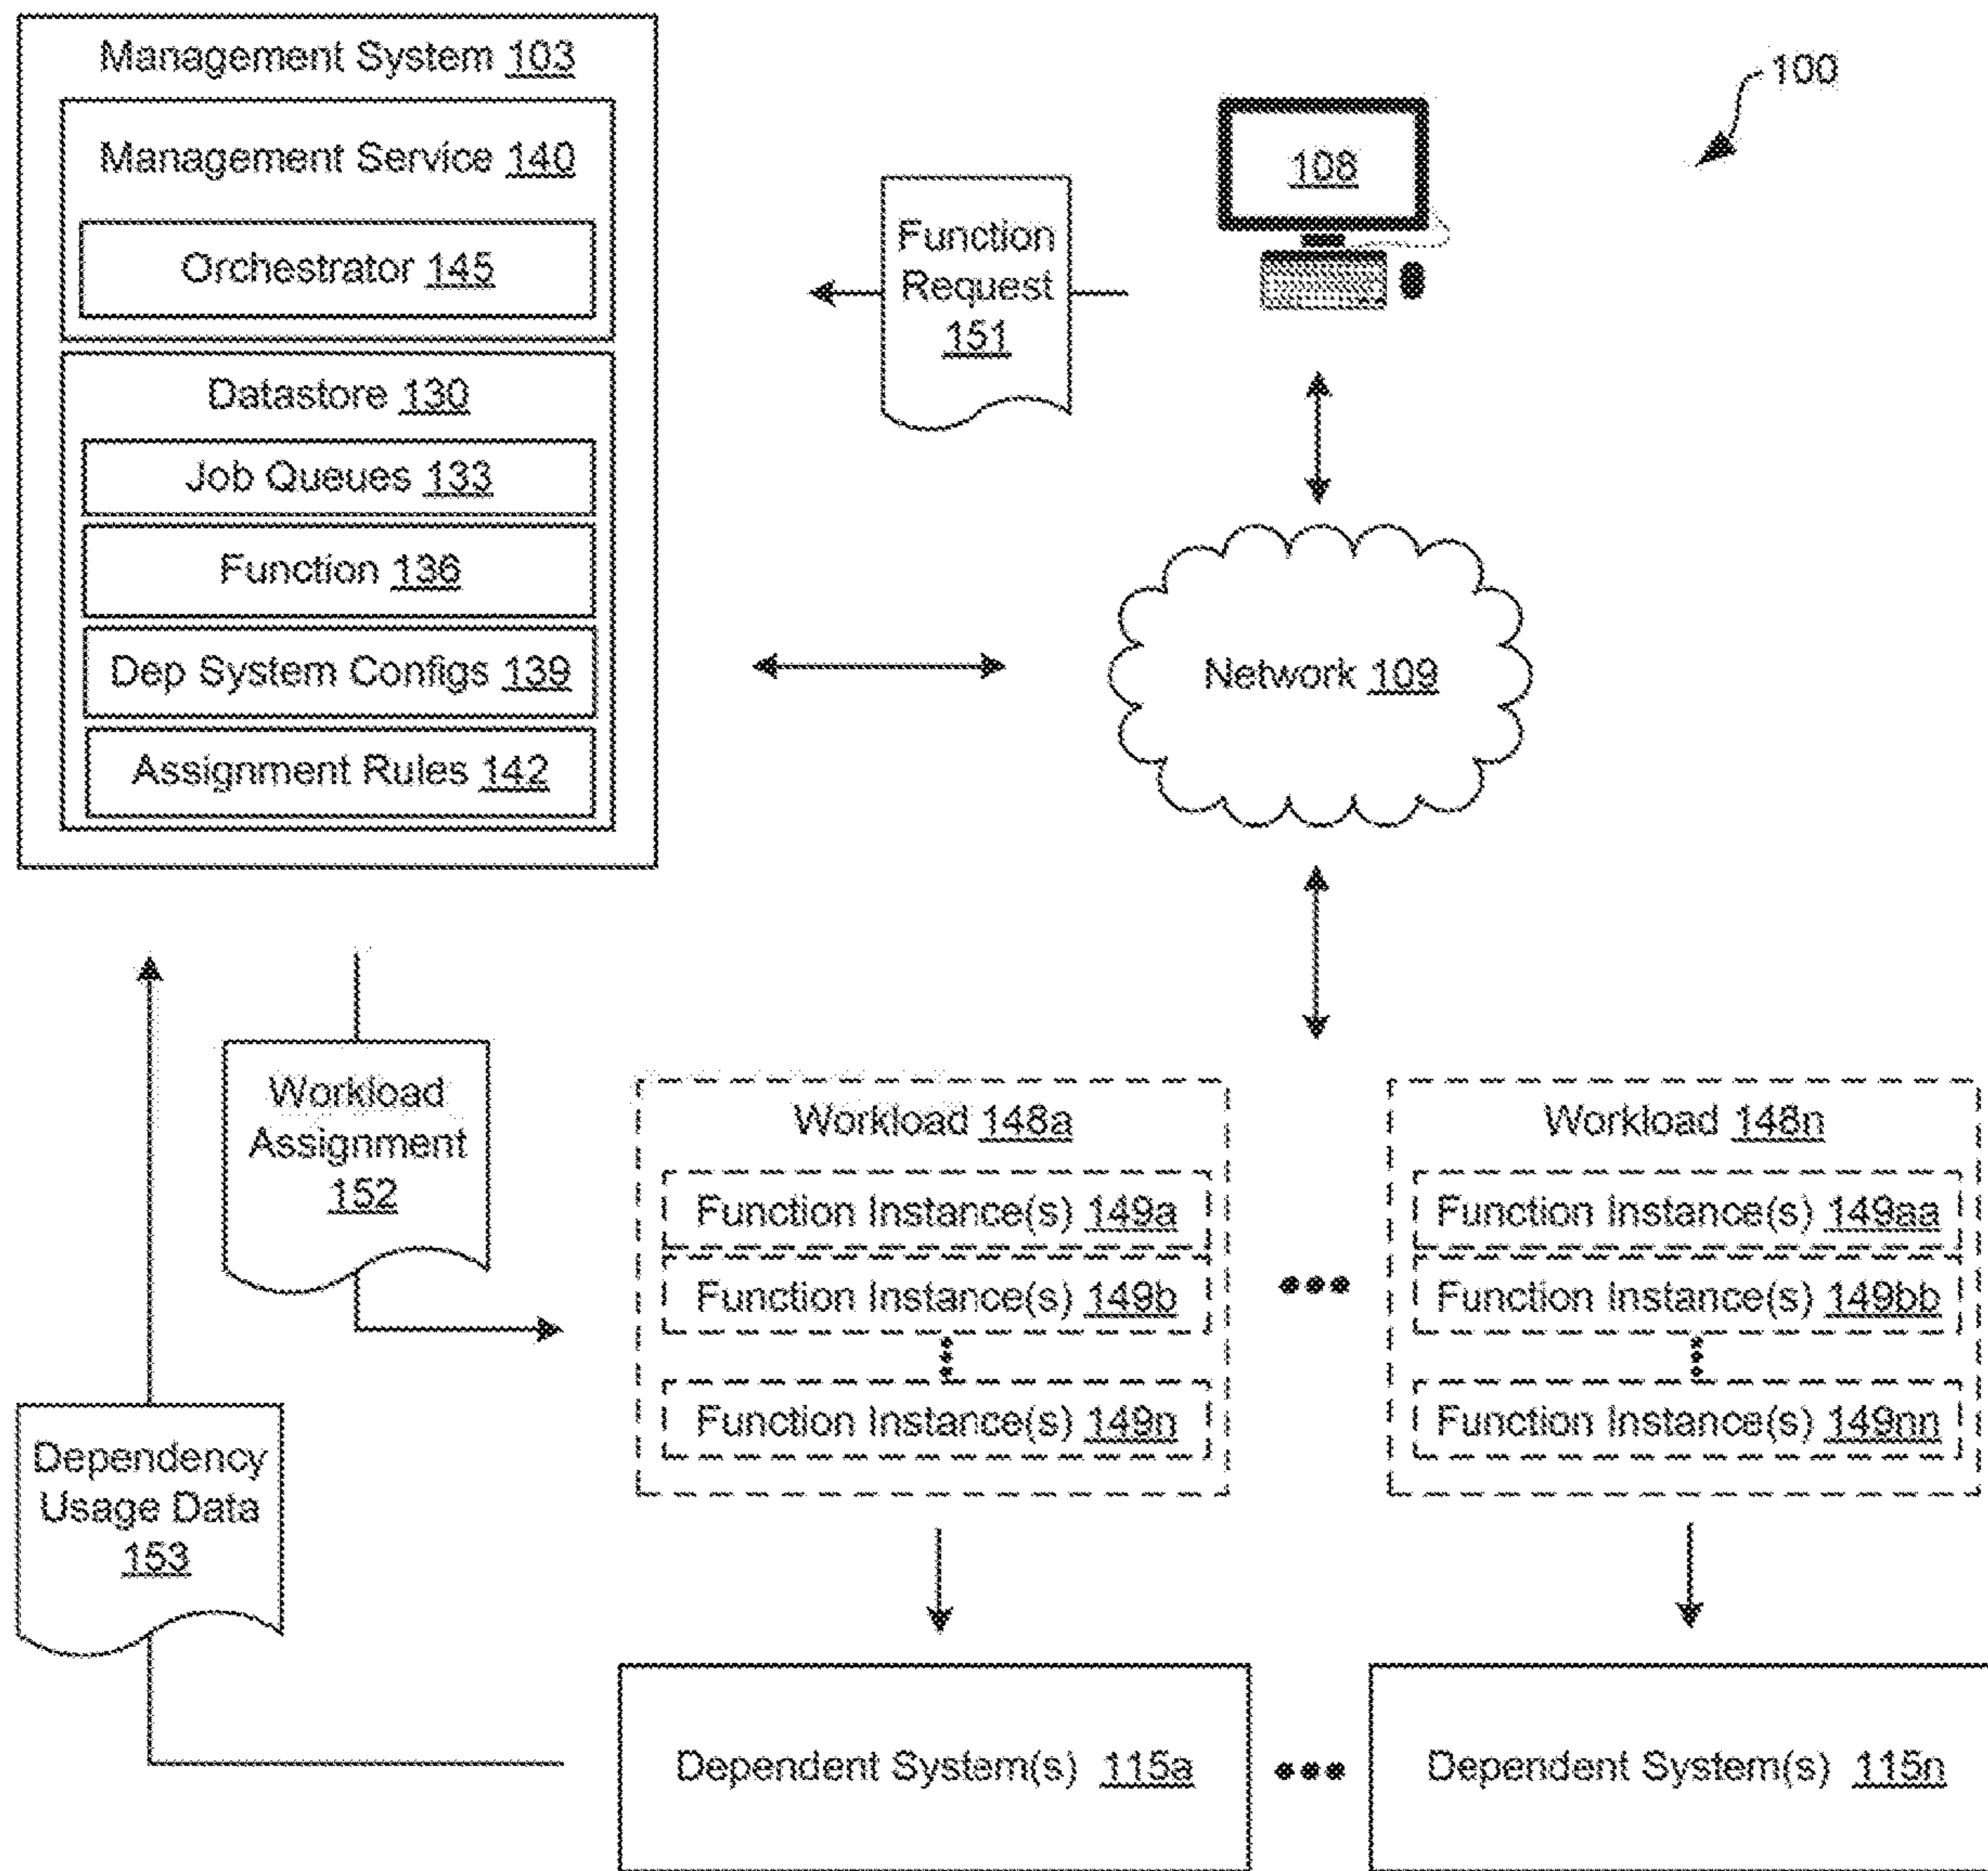 Management System 103
Management Service 140
Orchestrator 145
Datastore 130
Job Queues 133
Function 136
Dep System Configs 139
Assignment Rules 142
Function
Request
151
108
100
Network 109
Workload
Assignment
152
Dependency
Usage Data
153
Workload 148a
Function Instance(s) 149a
Function Instance(s) 149b
Function Instance(s) 149n
Workload 148n
Function Instance(s) 149aa
Function Instance(s) 149bb
Function Instance(s) 149nn
Dependent System(s) 115a
Dependent System(s) 115n